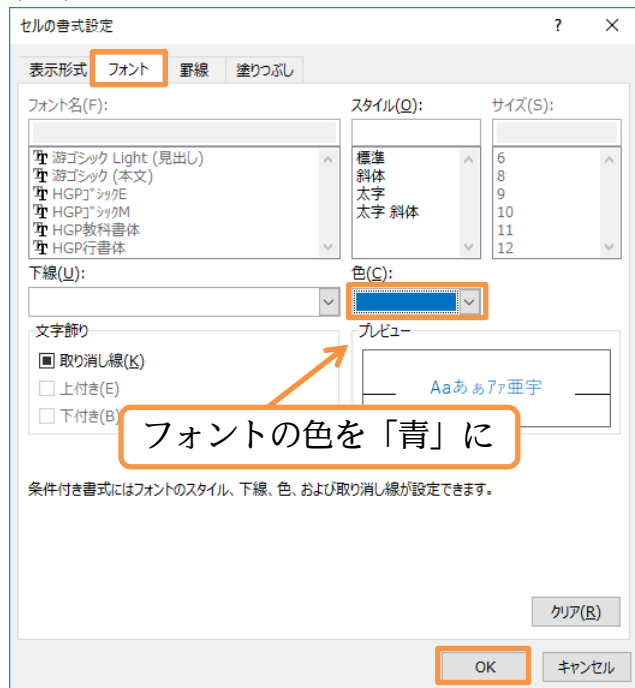 セルの書式設定 ? ×
表示形式 フォント 罫線 塗りつぶし
フォント名(F): スタイル(O): サイズ(S):
游ゴシック Light (見出し) 標準 6
游ゴシック (本文) 斜体 8
HGPゴシックE 太字 9
HGPゴシックM 太字 斜体 10
HGP教科書体 11
HGP行書体 12
下線(U): 色(C):
文字飾り プレビュー
取り消し線(K)
上付き(E) Aaあぁアァ亜宇
下付き(B)
フォントの色を「青」に
条件付き書式にはフォントのスタイル、下線、色、および取り消し線が設定できます。
クリア(R)
OK キャンセル